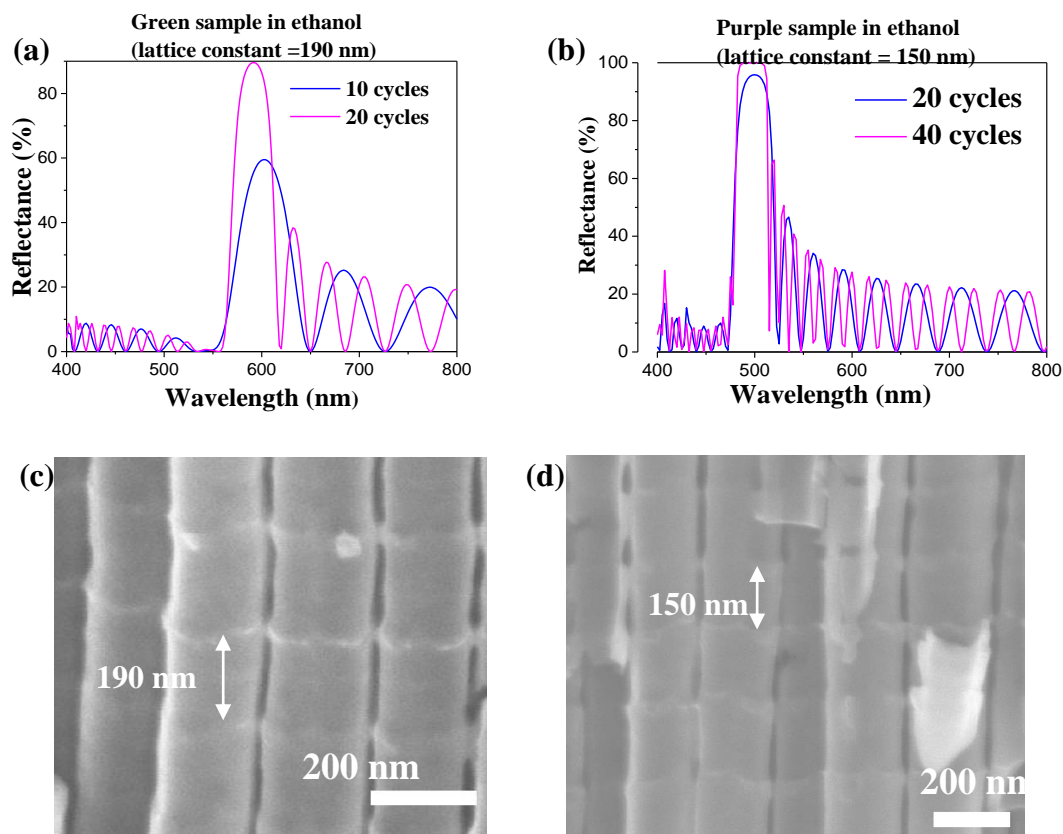 Green sample in ethanol
(lattice constant =190 nm)
(a)
10 cycles
20 cycles
80
60
40
20
0
400 500 600 700 800
Reflectance (%)
Wavelength (nm)
Purple sample in ethanol
(lattice constant = 150 nm)
(b)
20 cycles
40 cycles
100
80
60
40
20
0
400 500 600 700 800
Reflectance (%)
Wavelength (nm)
(c)
190 nm
200 nm
(d)
150 nm
200 nm